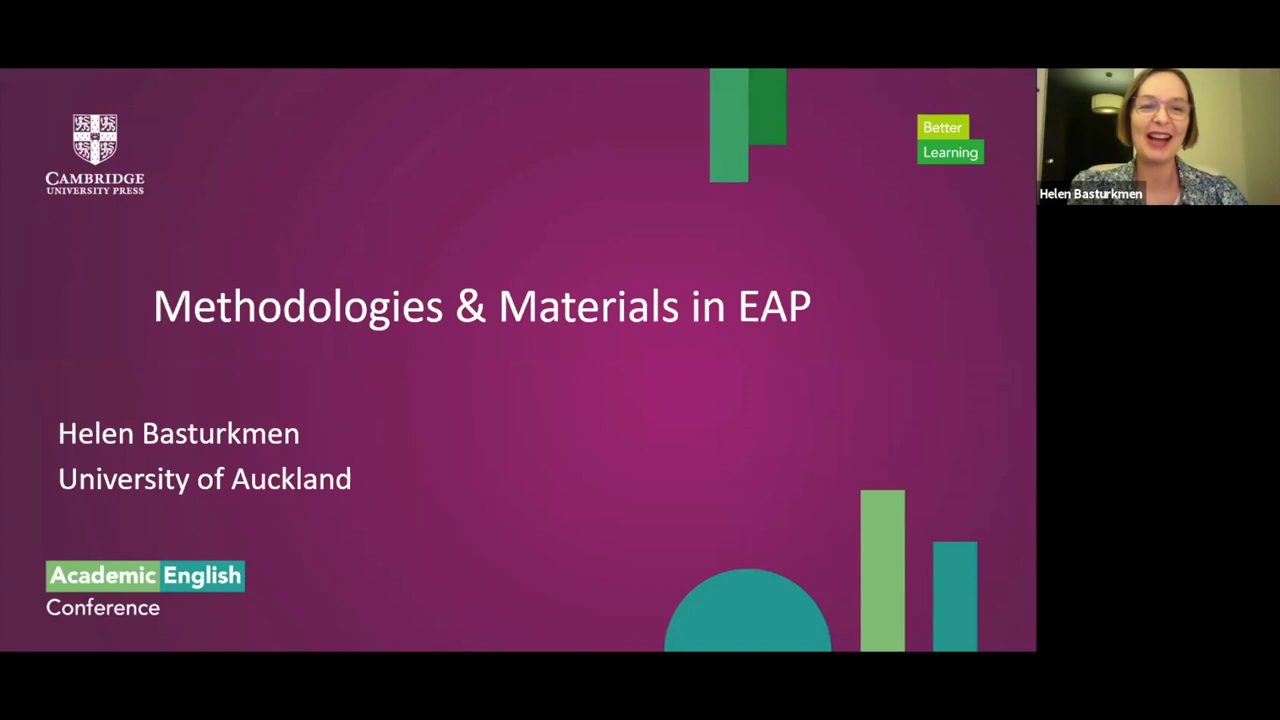 CAMBRIDGE
UNIVERSITY PRESS
Better
Learning
Helen Basturkmen
Methodologies & Materials in EAP
Helen Basturkmen
University of Auckland
Academic English
Conference